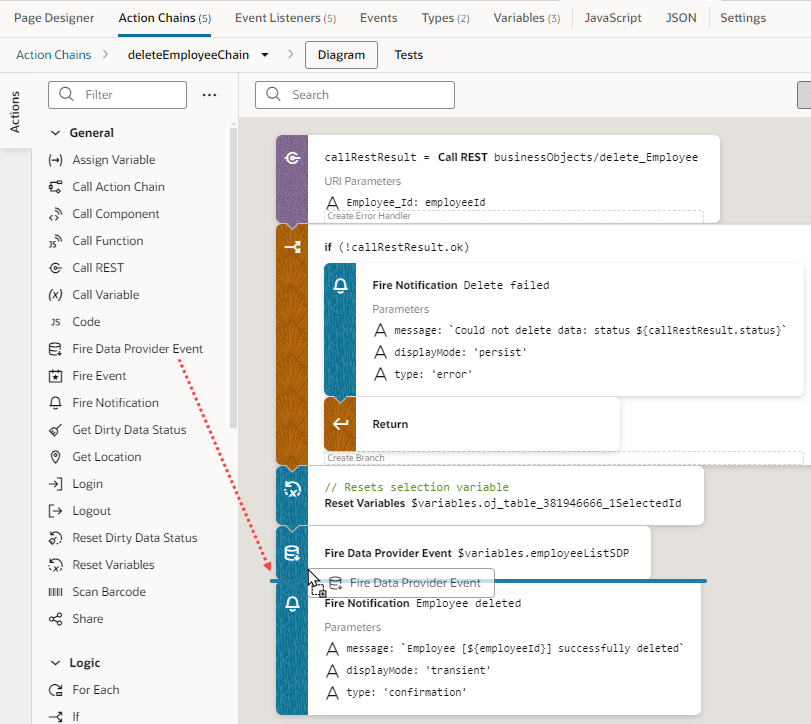 Page Designer Action Chains (5) Event Listeners (5) Events Types (2) Variables (3) JavaScript JSON Settings
Action Chains > deleteEmployeeChain > Diagram Tests
Actions
Filter ...
Search
General
Assign Variable
Call Action Chain
Call Component
Call Function
Call REST
(x) Call Variable
JS Code
Fire Data Provider Event
Fire Event
Fire Notification
Get Dirty Data Status
Get Location
Login
Logout
Reset Dirty Data Status
Reset Variables
Scan Barcode
Share
Logic
For Each
If
callRestResult = Call REST businessObjects/delete_Employee
URI Parameters
A Employee_Id: employeeId
Create Error Handler
if (!callRestResult.ok)
Fire Notification Delete failed
Parameters
A message: `Could not delete data: status ${callRestResult.status}`
A displayMode: 'persist'
A type: 'error'
Return
Create Branch
// Resets selection variable
Reset Variables $variables.oj_table_381946666_1SelectedId
Fire Data Provider Event $variables.employeeListSDP
Fire Data Provider Event
Fire Notification Employee deleted
Parameters
A message: `Employee [${employeeId}] successfully deleted`
A displayMode: 'transient'
A type: 'confirmation'